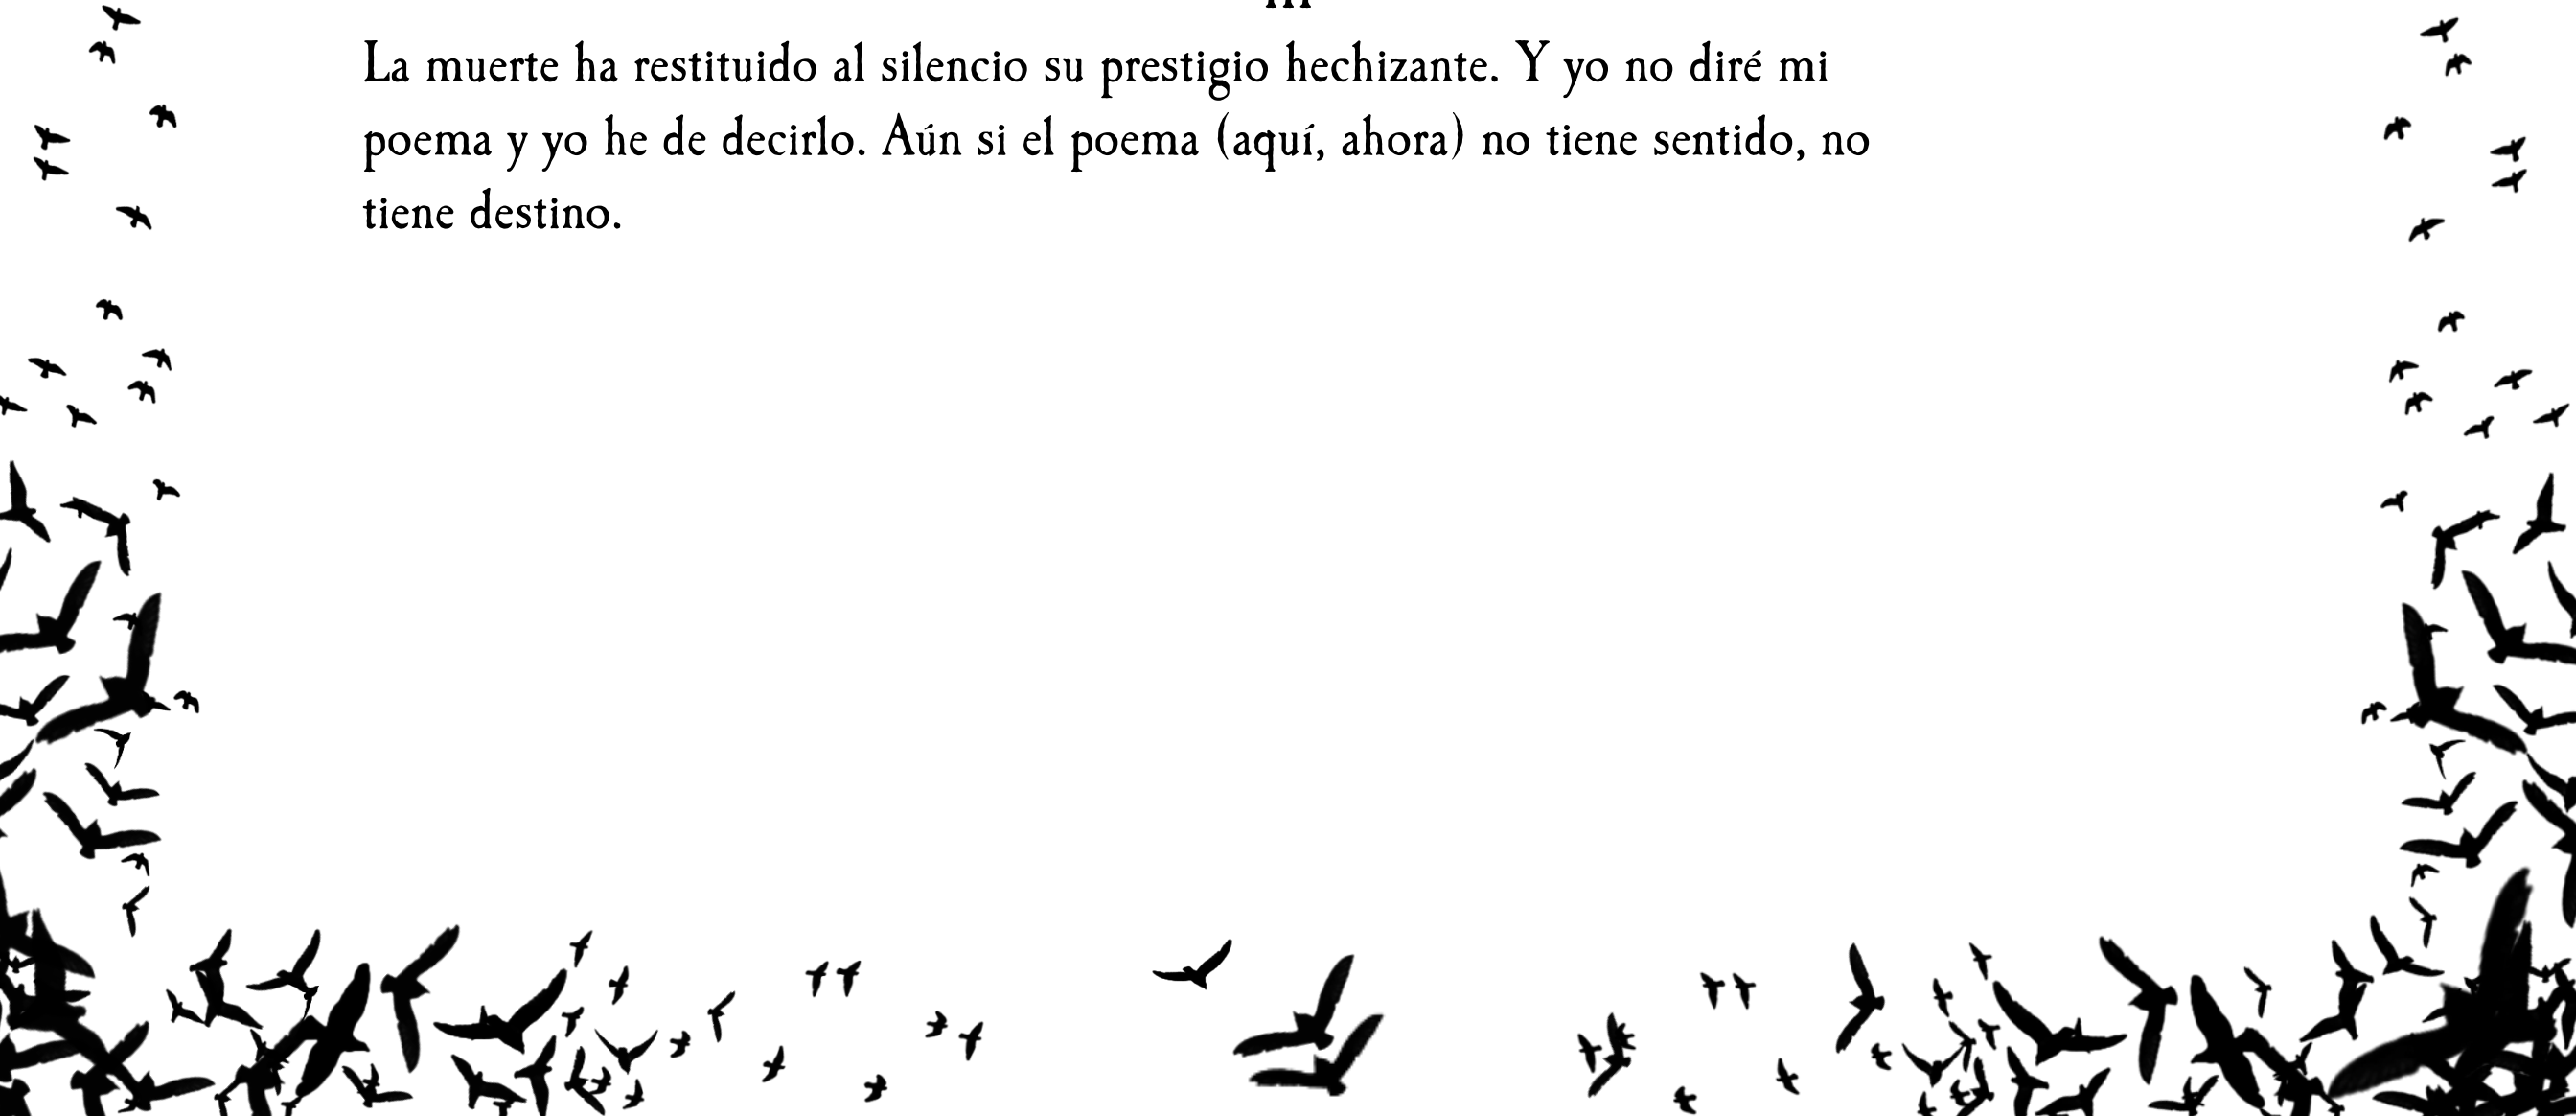 III
La muerte ha restituido al silencio su prestigio hechizante. Y yo no diré mi
poema y yo he de decirlo. Aún si el poema (aquí, ahora) no tiene sentido, no
tiene destino.